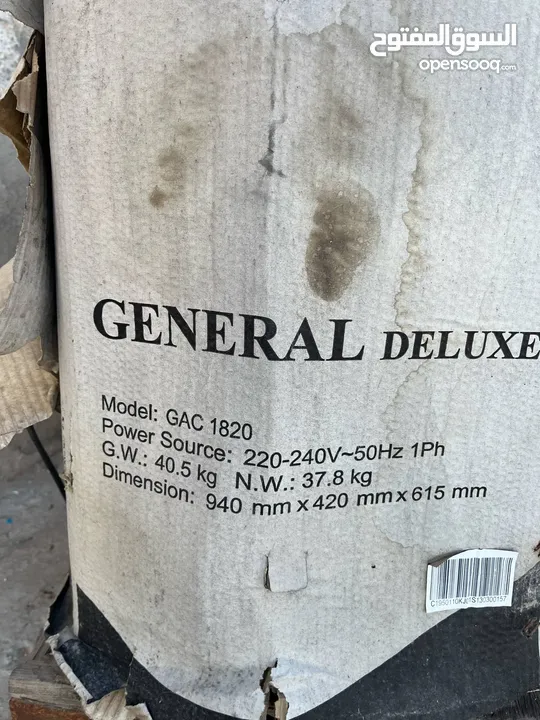 السوق المفتوح
opensooq.com
GENERAL DELUXE
Model: GAC 1820
Power Source: 220-240V~50Hz 1Ph
G.W.: 40.5 kg N.W.: 37.8 kg
Dimension: 940 mm x 420 mm x 615 mm